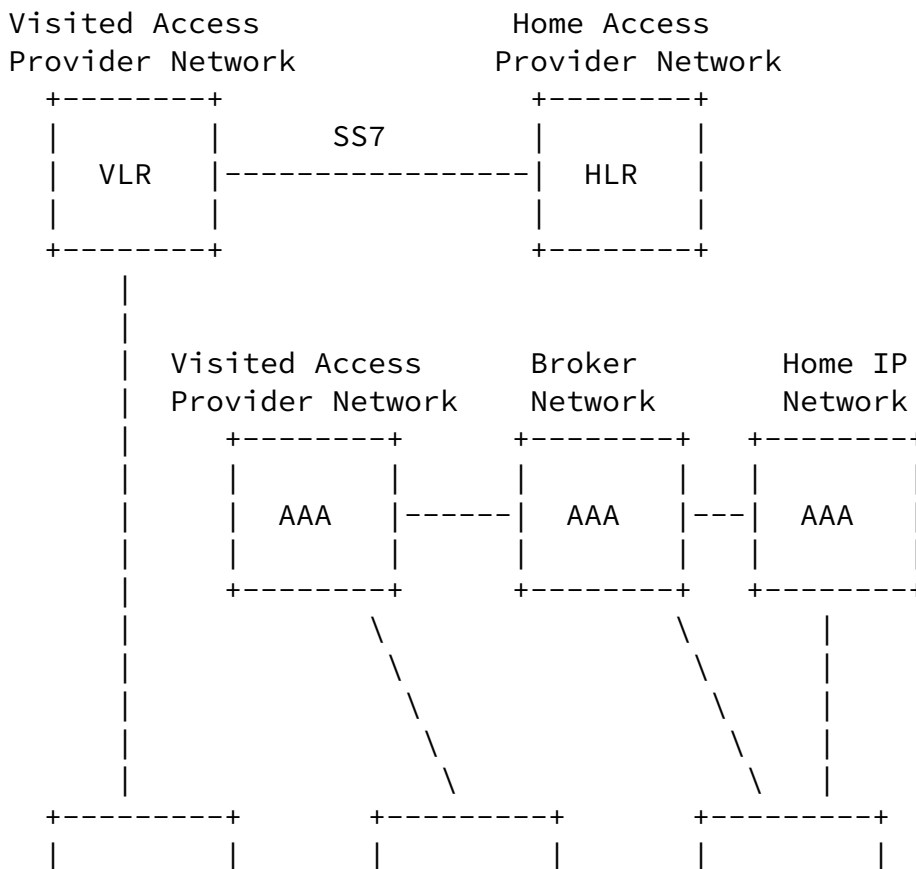 Visited Access Home Access
Provider Network Provider Network
SS7
VLR HLR
Visited Access Broker Home IP
Provider Network Network Network
AAA AAA AAA